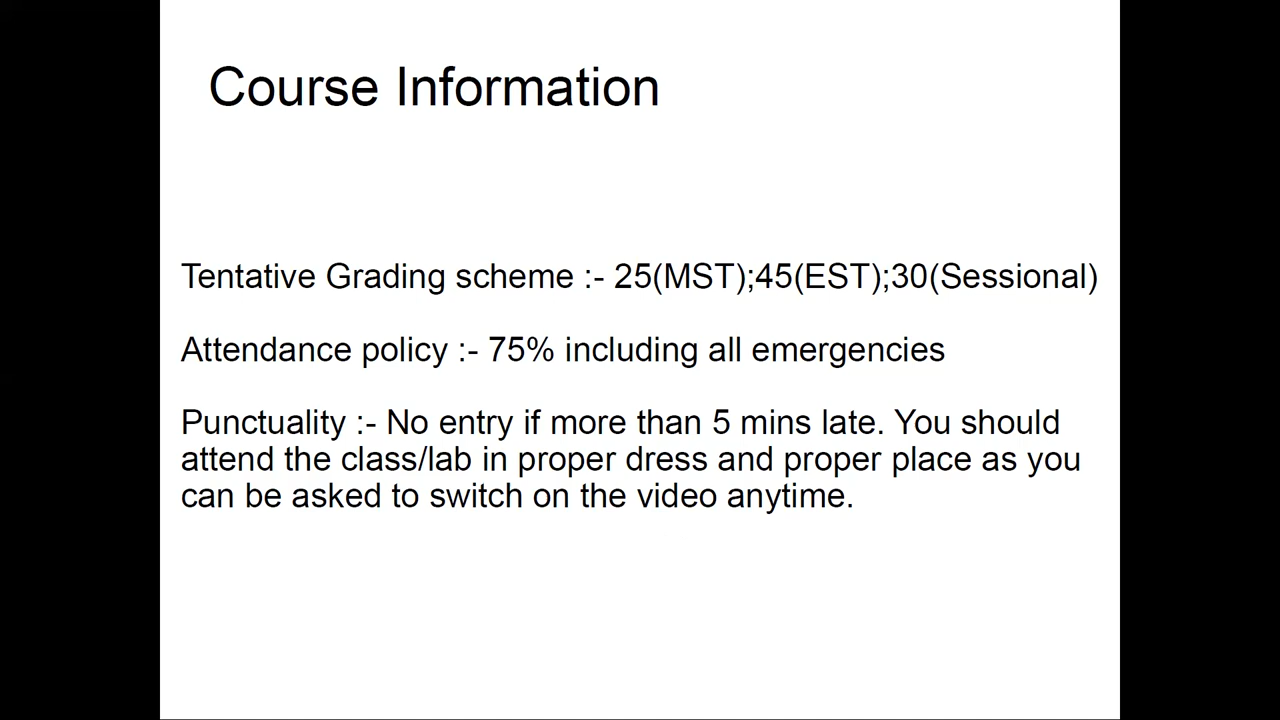 Course Information
Tentative Grading scheme :- 25(MST);45(EST);30(Sessional)
Attendance policy :- 75% including all emergencies
Punctuality :- No entry if more than 5 mins late. You should
attend the class/lab in proper dress and proper place as you
can be asked to switch on the video anytime.